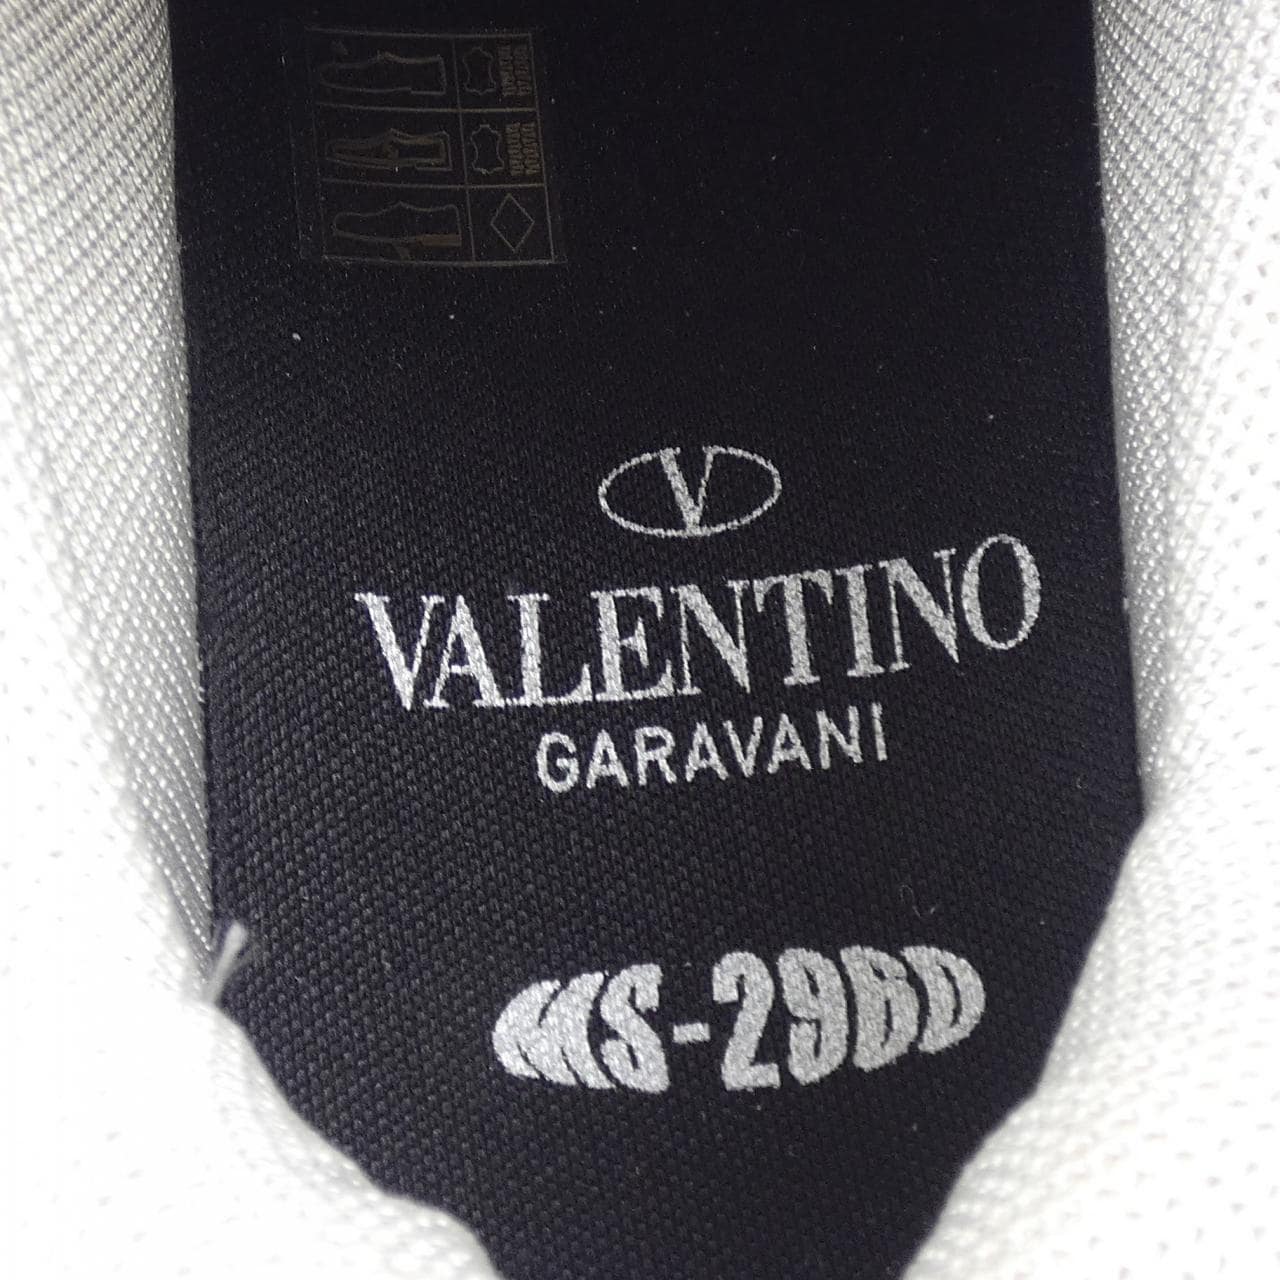 V
VALENTINO
GARAVANI
MS-2960